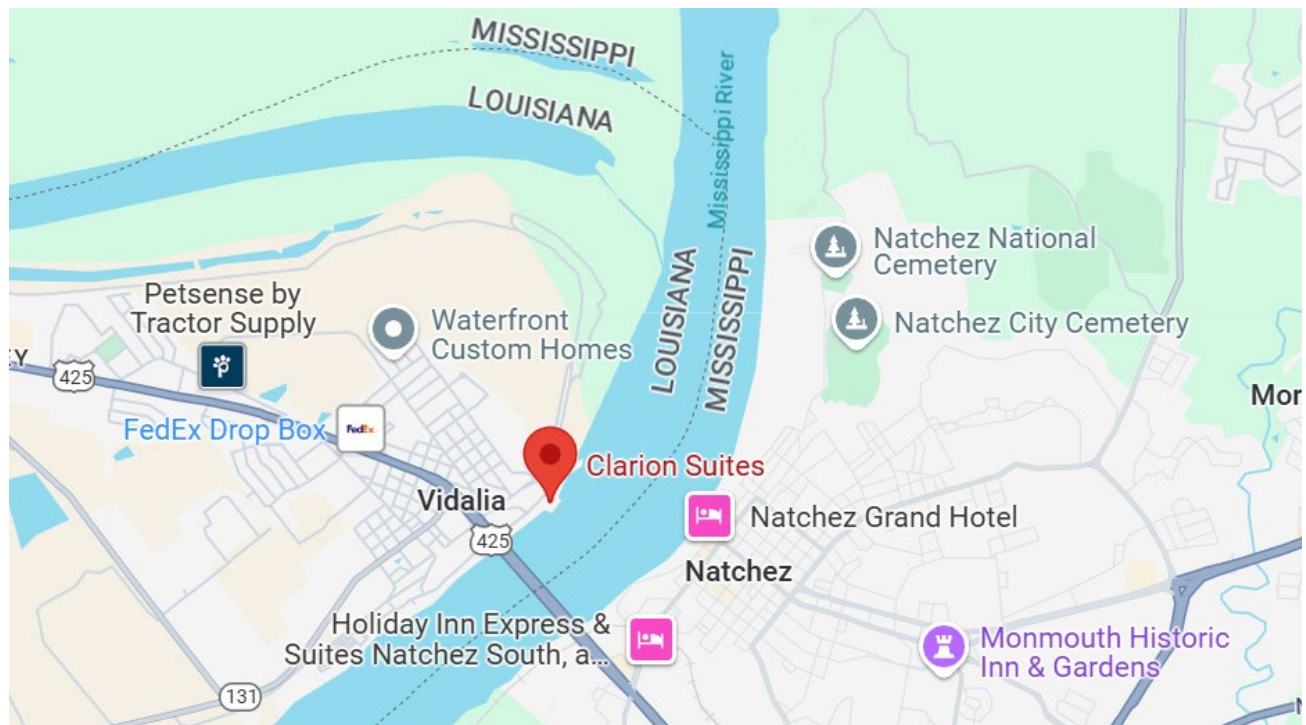 MISSISSIPPI
LOUISIANA
Mississippi River
LOUISIANA
MISSISSIPPI
Natchez National
Cemetery
Natchez City Cemetery
Petsense by
Tractor Supply
Waterfront
Custom Homes
EY
425
Mor
FedEx Drop Box
FedEx
Clarion Suites
Vidalia
425
Natchez Grand Hotel
Natchez
Holiday Inn Express &
Suites Natchez South, a...
Monmouth Historic
Inn & Gardens
131
N